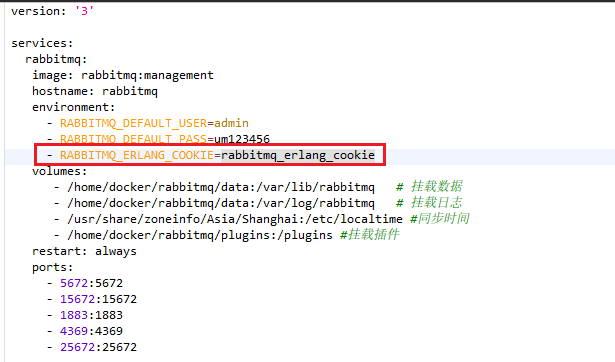 version: '3'
services:
rabbitmq:
image: rabbitmq:management
hostname: rabbitmq
environment:
- RABBITMQ_DEFAULT_USER=admin
- RABBITMQ_DEFAULT_PASS=um123456
- RABBITMQ_ERLANG_COOKIE=rabbitmq_erlang_cookie
volumes:
- /home/docker/rabbitmq/data:/var/lib/rabbitmq # 挂载数据
- /home/docker/rabbitmq/data:/var/log/rabbitmq # 挂载日志
- /usr/share/zoneinfo/Asia/Shanghai:/etc/localtime #同步时间
- /home/docker/rabbitmq/plugins:/plugins #挂载插件
restart: always
ports:
- 5672:5672
- 15672:15672
- 1883:1883
- 4369:4369
- 25672:25672